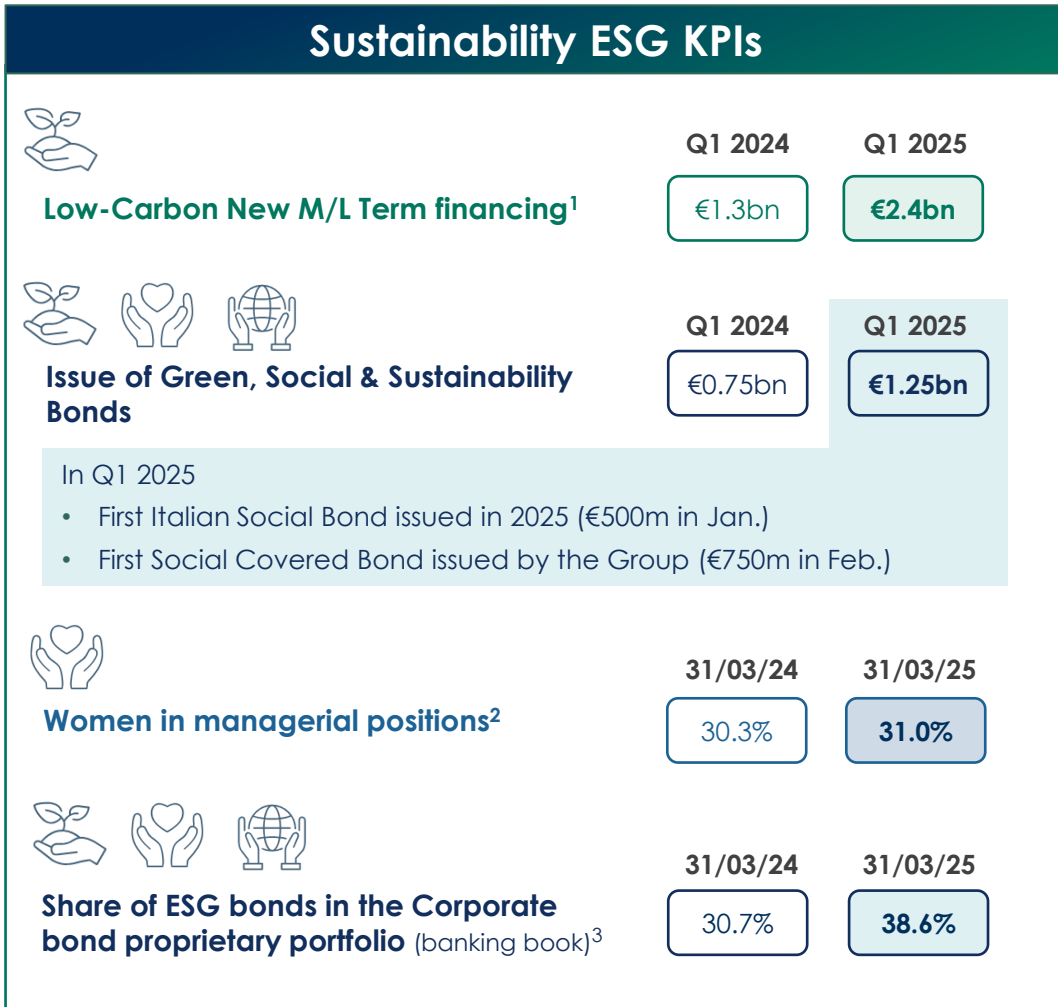 Sustainability ESG KPIs
Q1 2024 Q1 2025
Low-Carbon New M/L Term financing1 €1.3bn €2.4bn
Q1 2024 Q1 2025
Issue of Green, Social & Sustainability
Bonds
€0.75bn €1.25bn
In Q1 2025
• First Italian Social Bond issued in 2025 (€500m in Jan.)
• First Social Covered Bond issued by the Group (€750m in Feb.)
31/03/24 31/03/25
Women in managerial positions2 30.3% 31.0%
31/03/24 31/03/25
Share of ESG bonds in the Corporate
bond proprietary portfolio (banking book)3
30.7% 38.6%